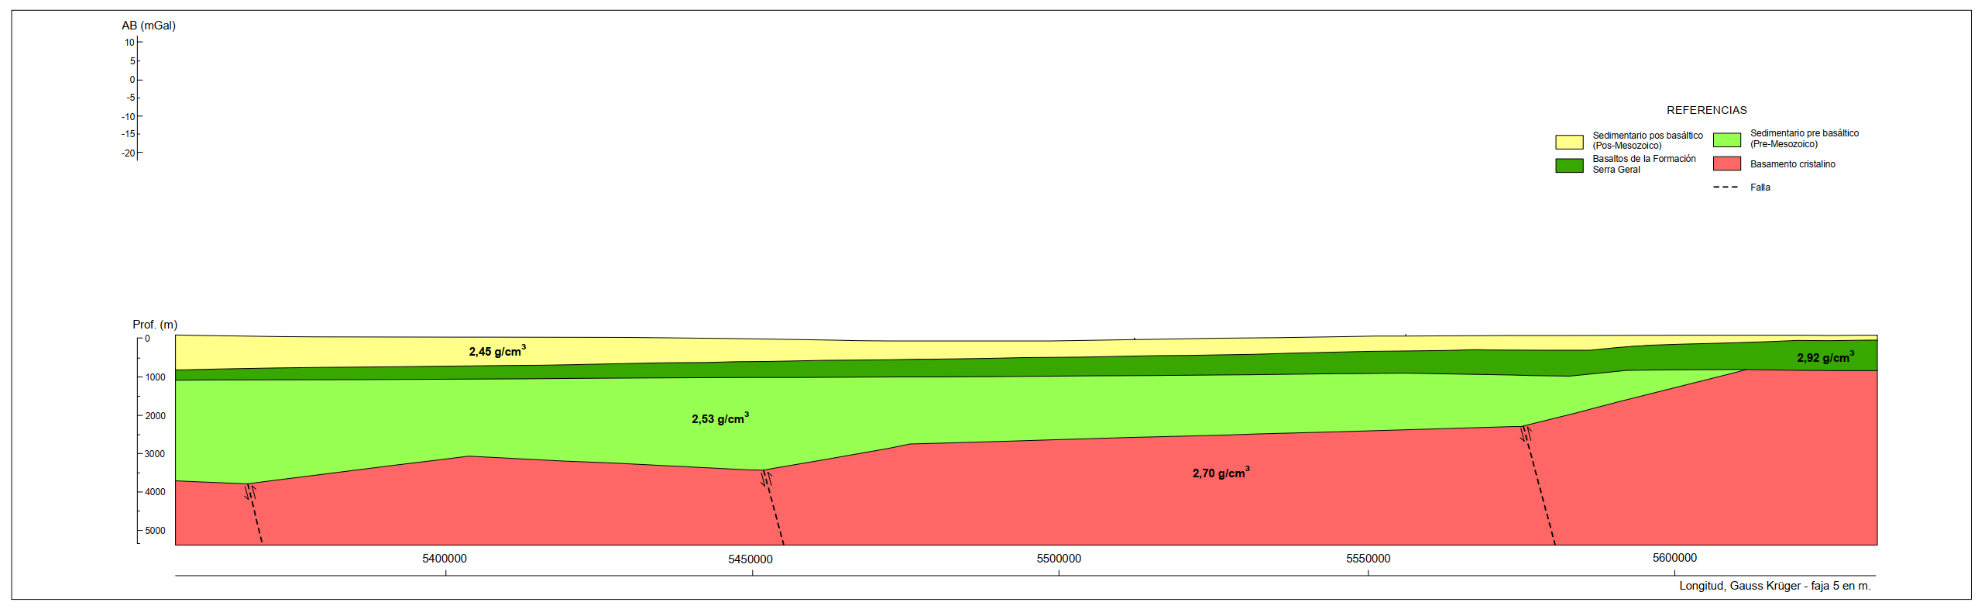 AB (mGal)
10
5
0
-5
-10
-15
-20
REFERENCIAS
Sedimentario pos basáltico
(Pos-Mesozoico)
Sedimentario pre basáltico
(Pre-Mesozoico)
Basaltos de la Formación
Serra Geral
Basamento cristalino
Falla
Prof. (m)
0
1000
2000
3000
4000
5000
2,45 g/cm³
2,92 g/cm³
2,53 g/cm³
2,70 g/cm³
5400000
5450000
5500000
5550000
5600000
Longitud, Gauss Krüger - faja 5 en m.